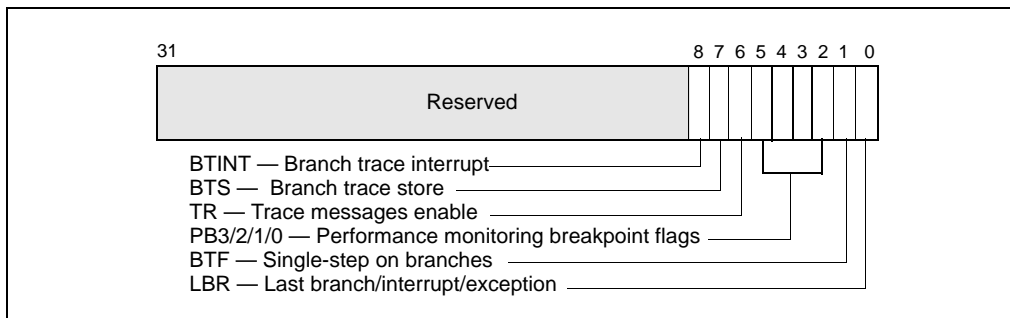 31 8 7 6 5 4 3 2 1 0
Reserved
BTINT — Branch trace interrupt
BTS — Branch trace store
TR — Trace messages enable
PB3/2/1/0 — Performance monitoring breakpoint flags
BTF — Single-step on branches
LBR — Last branch/interrupt/exception